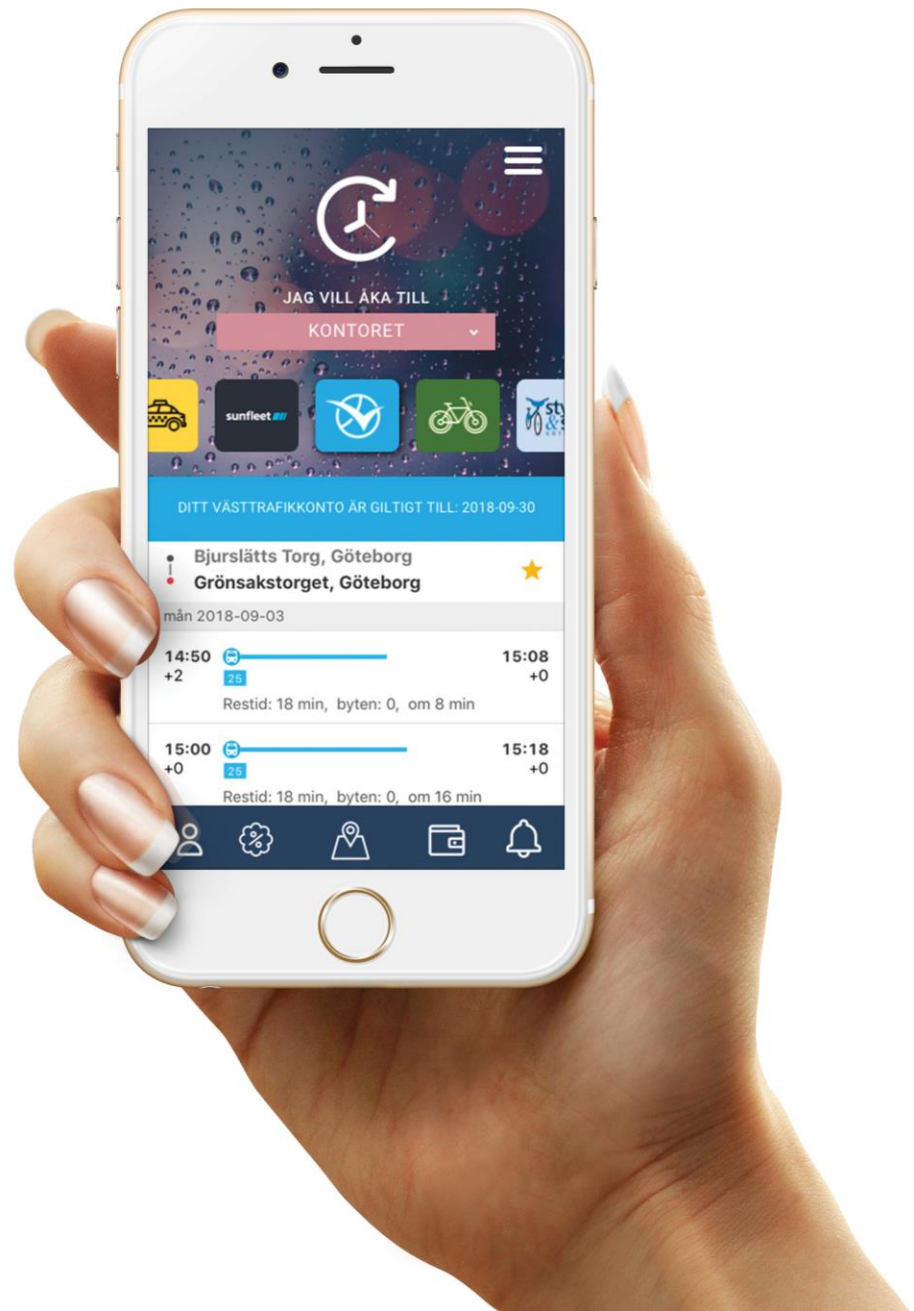 JAG VILL ÅKA TILL
KONTORET
sunfleet
sty
& s
DITT VÄSTTRAFIKKONTO ÄR GILTIGT TILL: 2018-09-30
Bjurslätts Torg, Göteborg
Grönsakstorget, Göteborg
mån 2018-09-03
14:50 15:08
+2 25 +0
Restid: 18 min, byten: 0, om 8 min
15:00 15:18
+0 25 +0
Restid: 18 min, byten: 0, om 16 min